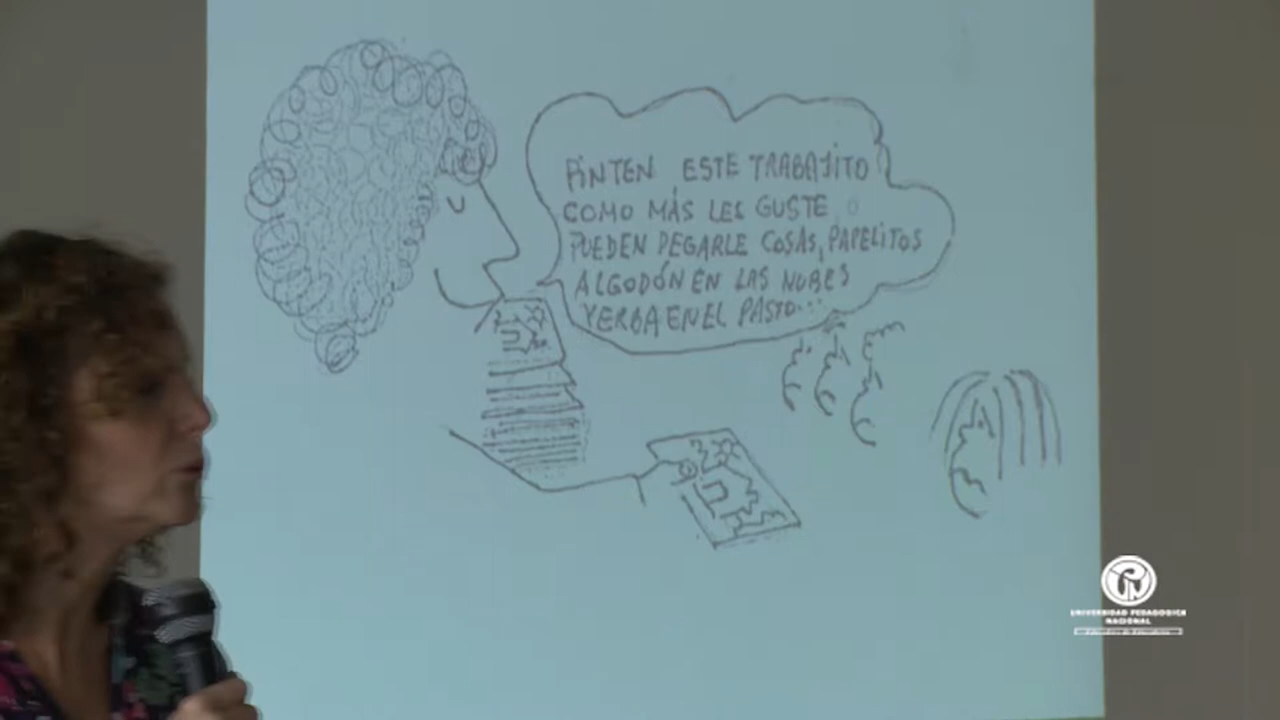 PINTEN ESTE TRABAJITO
COMO MÁS LES GUSTE O
PUEDEN PEGARLE COSAS, PAPELITOS
ALGODÓN EN LAS NUBES
YERBA EN EL PASTO...
UNIVERSIDAD PEDAGOGICA
NACIONAL